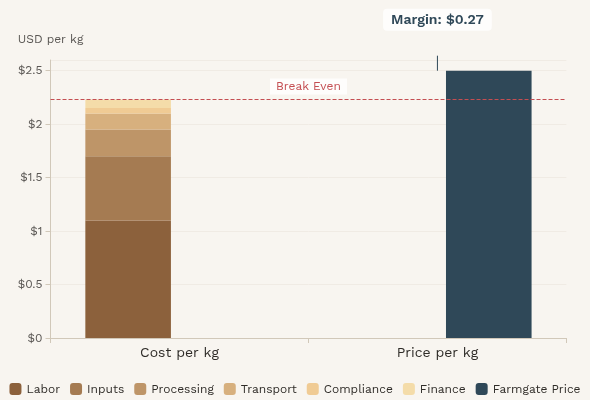 Margin: $0.27
USD per kg
$2.5
Break Even
$2
$1.5
$1
$0.5
$0
Cost per kg
Price per kg
Labor
Inputs
Processing
Transport
Compliance
Finance
Farmgate Price